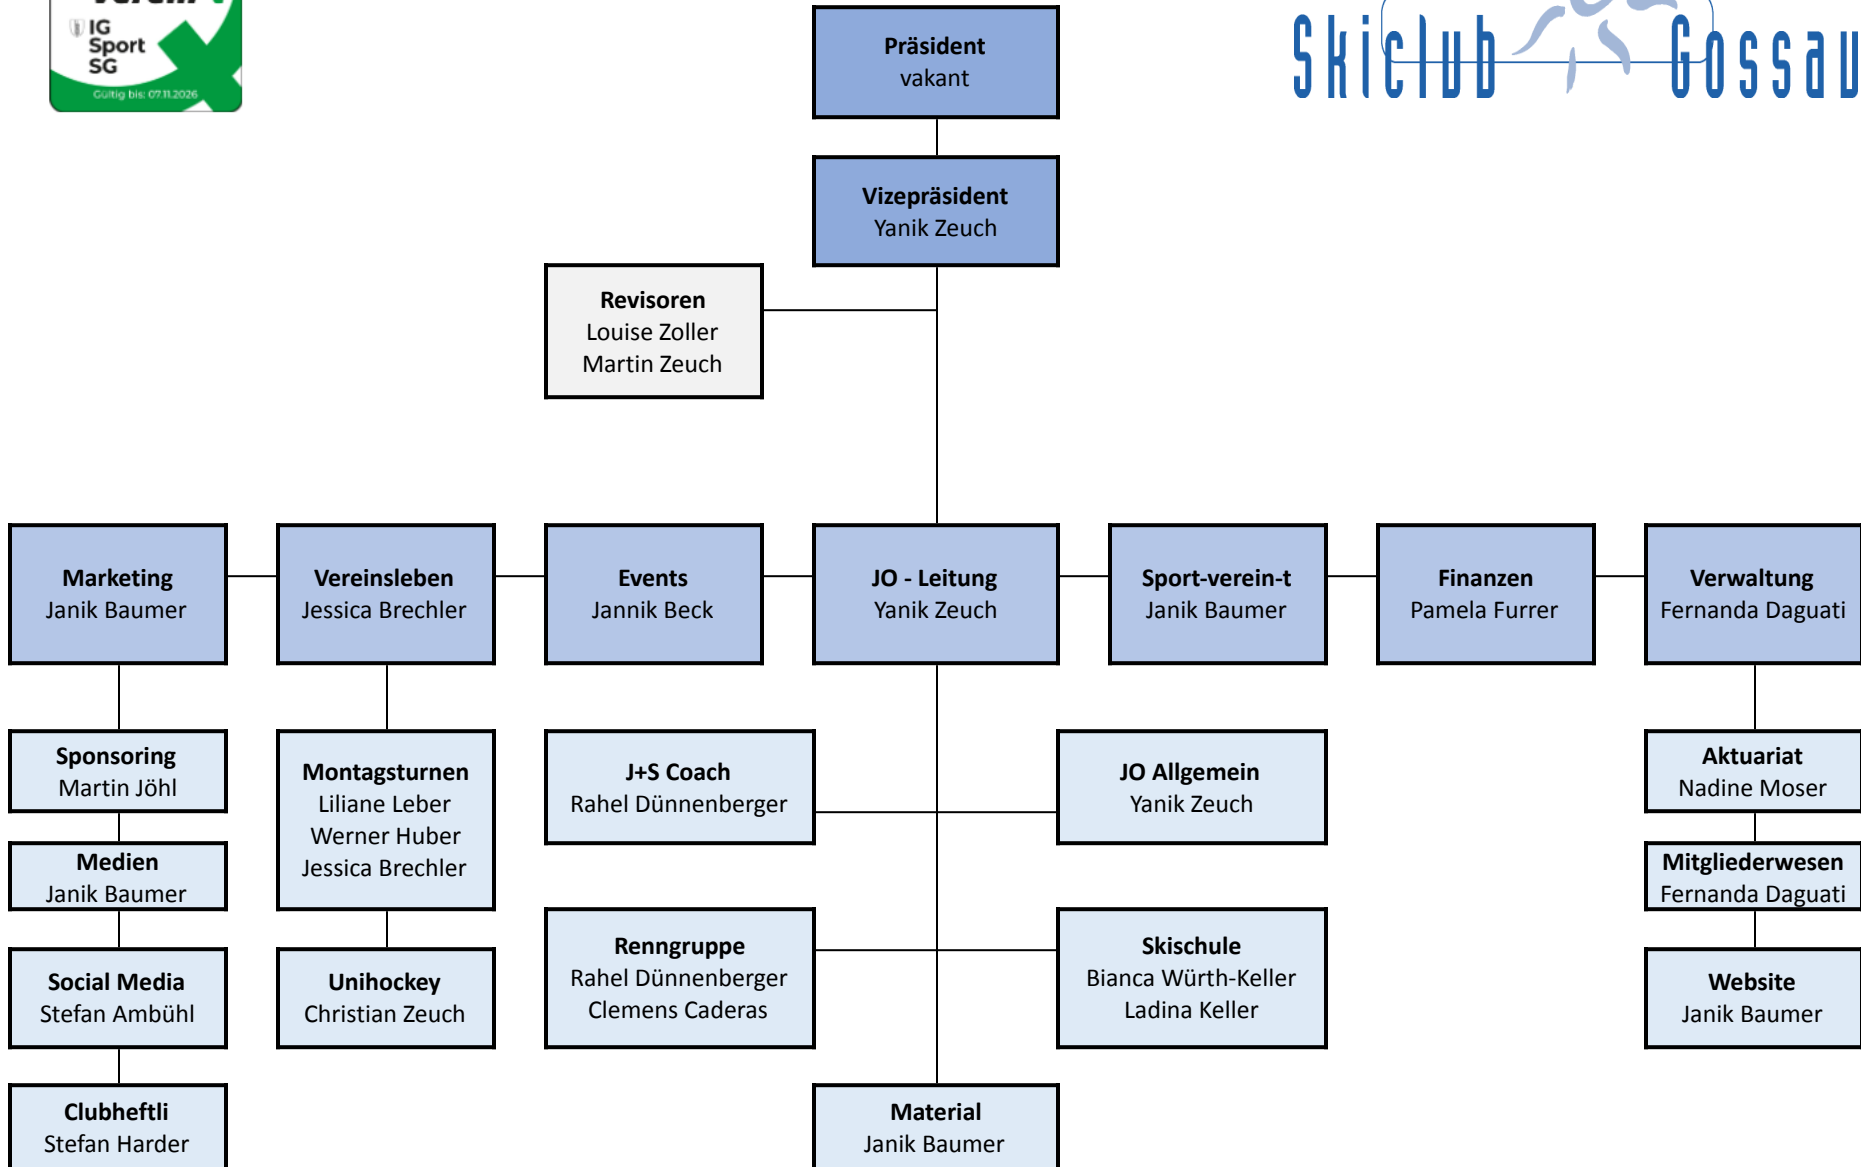 IG
Sport
SG
Gültig bis: 07.11.2026
Skiclub Gossau
Präsident
vakant
Vizepräsident
Yanik Zeuch
Revisoren
Louise Zoller
Martin Zeuch
Marketing
Janik Baumer
Vereinsleben
Jessica Brechler
Events
Jannik Beck
JO - Leitung
Yanik Zeuch
Sport-verein-t
Janik Baumer
Finanzen
Pamela Furrer
Verwaltung
Fernanda Daguati
Sponsoring
Martin Jöhl
Medien
Janik Baumer
Social Media
Stefan Ambühl
Clubheftli
Stefan Harder
Montagsturnen
Liliane Leber
Werner Huber
Jessica Brechler
Unihockey
Christian Zeuch
J+S Coach
Rahel Dünnenberger
JO Allgemein
Yanik Zeuch
Renngruppe
Rahel Dünnenberger
Clemens Caderas
Skischule
Bianca Würth-Keller
Ladina Keller
Material
Janik Baumer
Aktuariat
Nadine Moser
Mitgliederwesen
Fernanda Daguati
Website
Janik Baumer